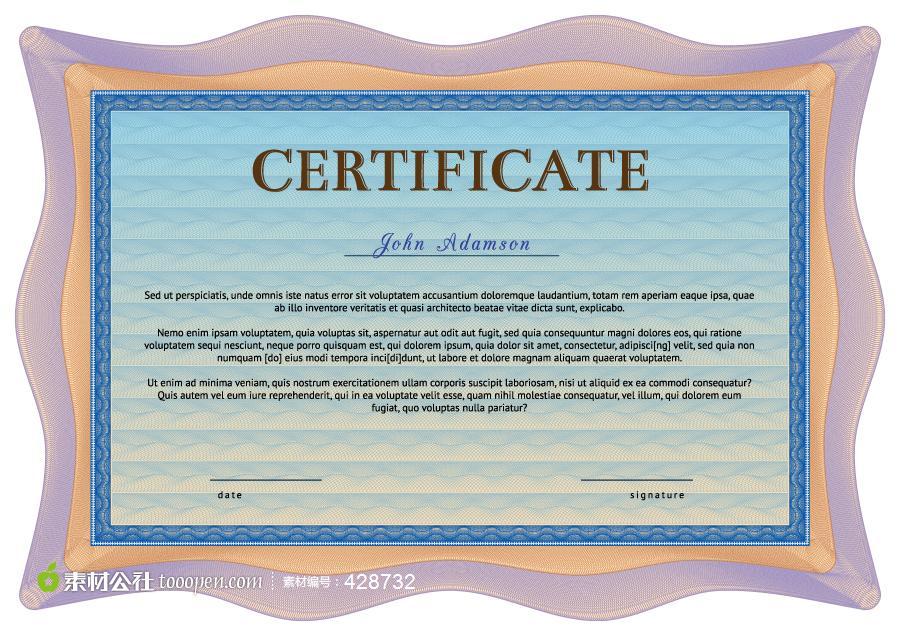 CERTIFICATE
John Adamson
Sed ut perspiciatis, unde omnis iste natus error sit voluptatem accusantium doloremque laudantium, totam rem aperiam eaque ipsa, quae
ab illo inventore veritatis et quasi architecto beatae vitae dicta sunt, explicabo.
Nemo enim ipsam voluptatem, quia voluptas sit, aspernatur aut odit aut fugit, sed quia consequuntur magni dolores eos, qui ratione
voluptatem sequi nesciunt, neque porro quisquam est, qui dolorem ipsum, quia dolor sit amet, consectetur, adipisci[ng] velit, sed quia non
numquam [do] eius modi tempora inci[di]dunt, ut labore et dolore magnam aliquam quaerat voluptatem.
Ut enim ad minima veniam, quis nostrum exercitationem ullam corporis suscipit laboriosam, nisi ut aliquid ex ea commodi consequatur?
Quis autem vel eum iure reprehenderit, qui in ea voluptate velit esse, quam nihil molestiae consequatur, vel illum, qui dolorem eum
fugiat, quo voluptas nulla pariatur?
date signature
素材公社 tooopen.com 素材编号：428732